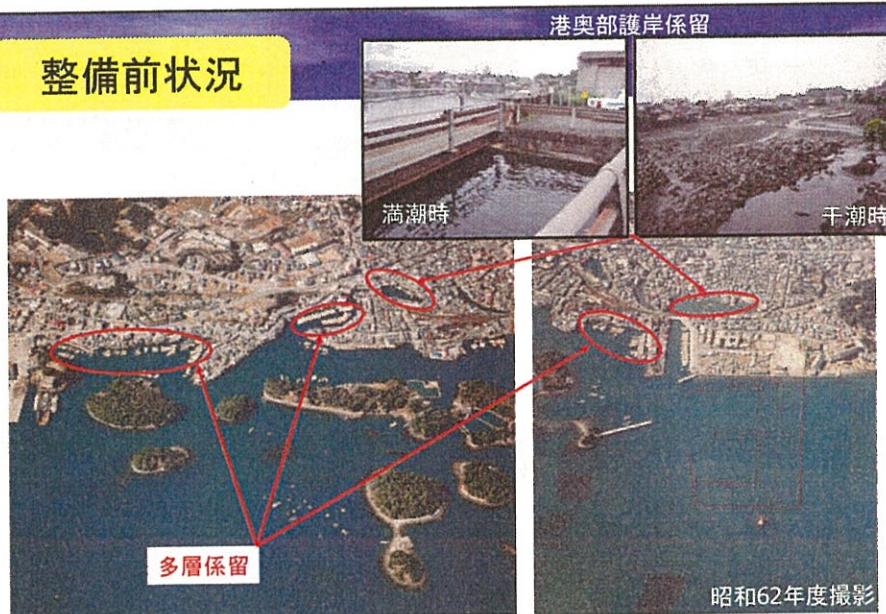 港奥部護岸係留
整備前状況
満潮時
干潮時
多層係留
昭和62年度撮影